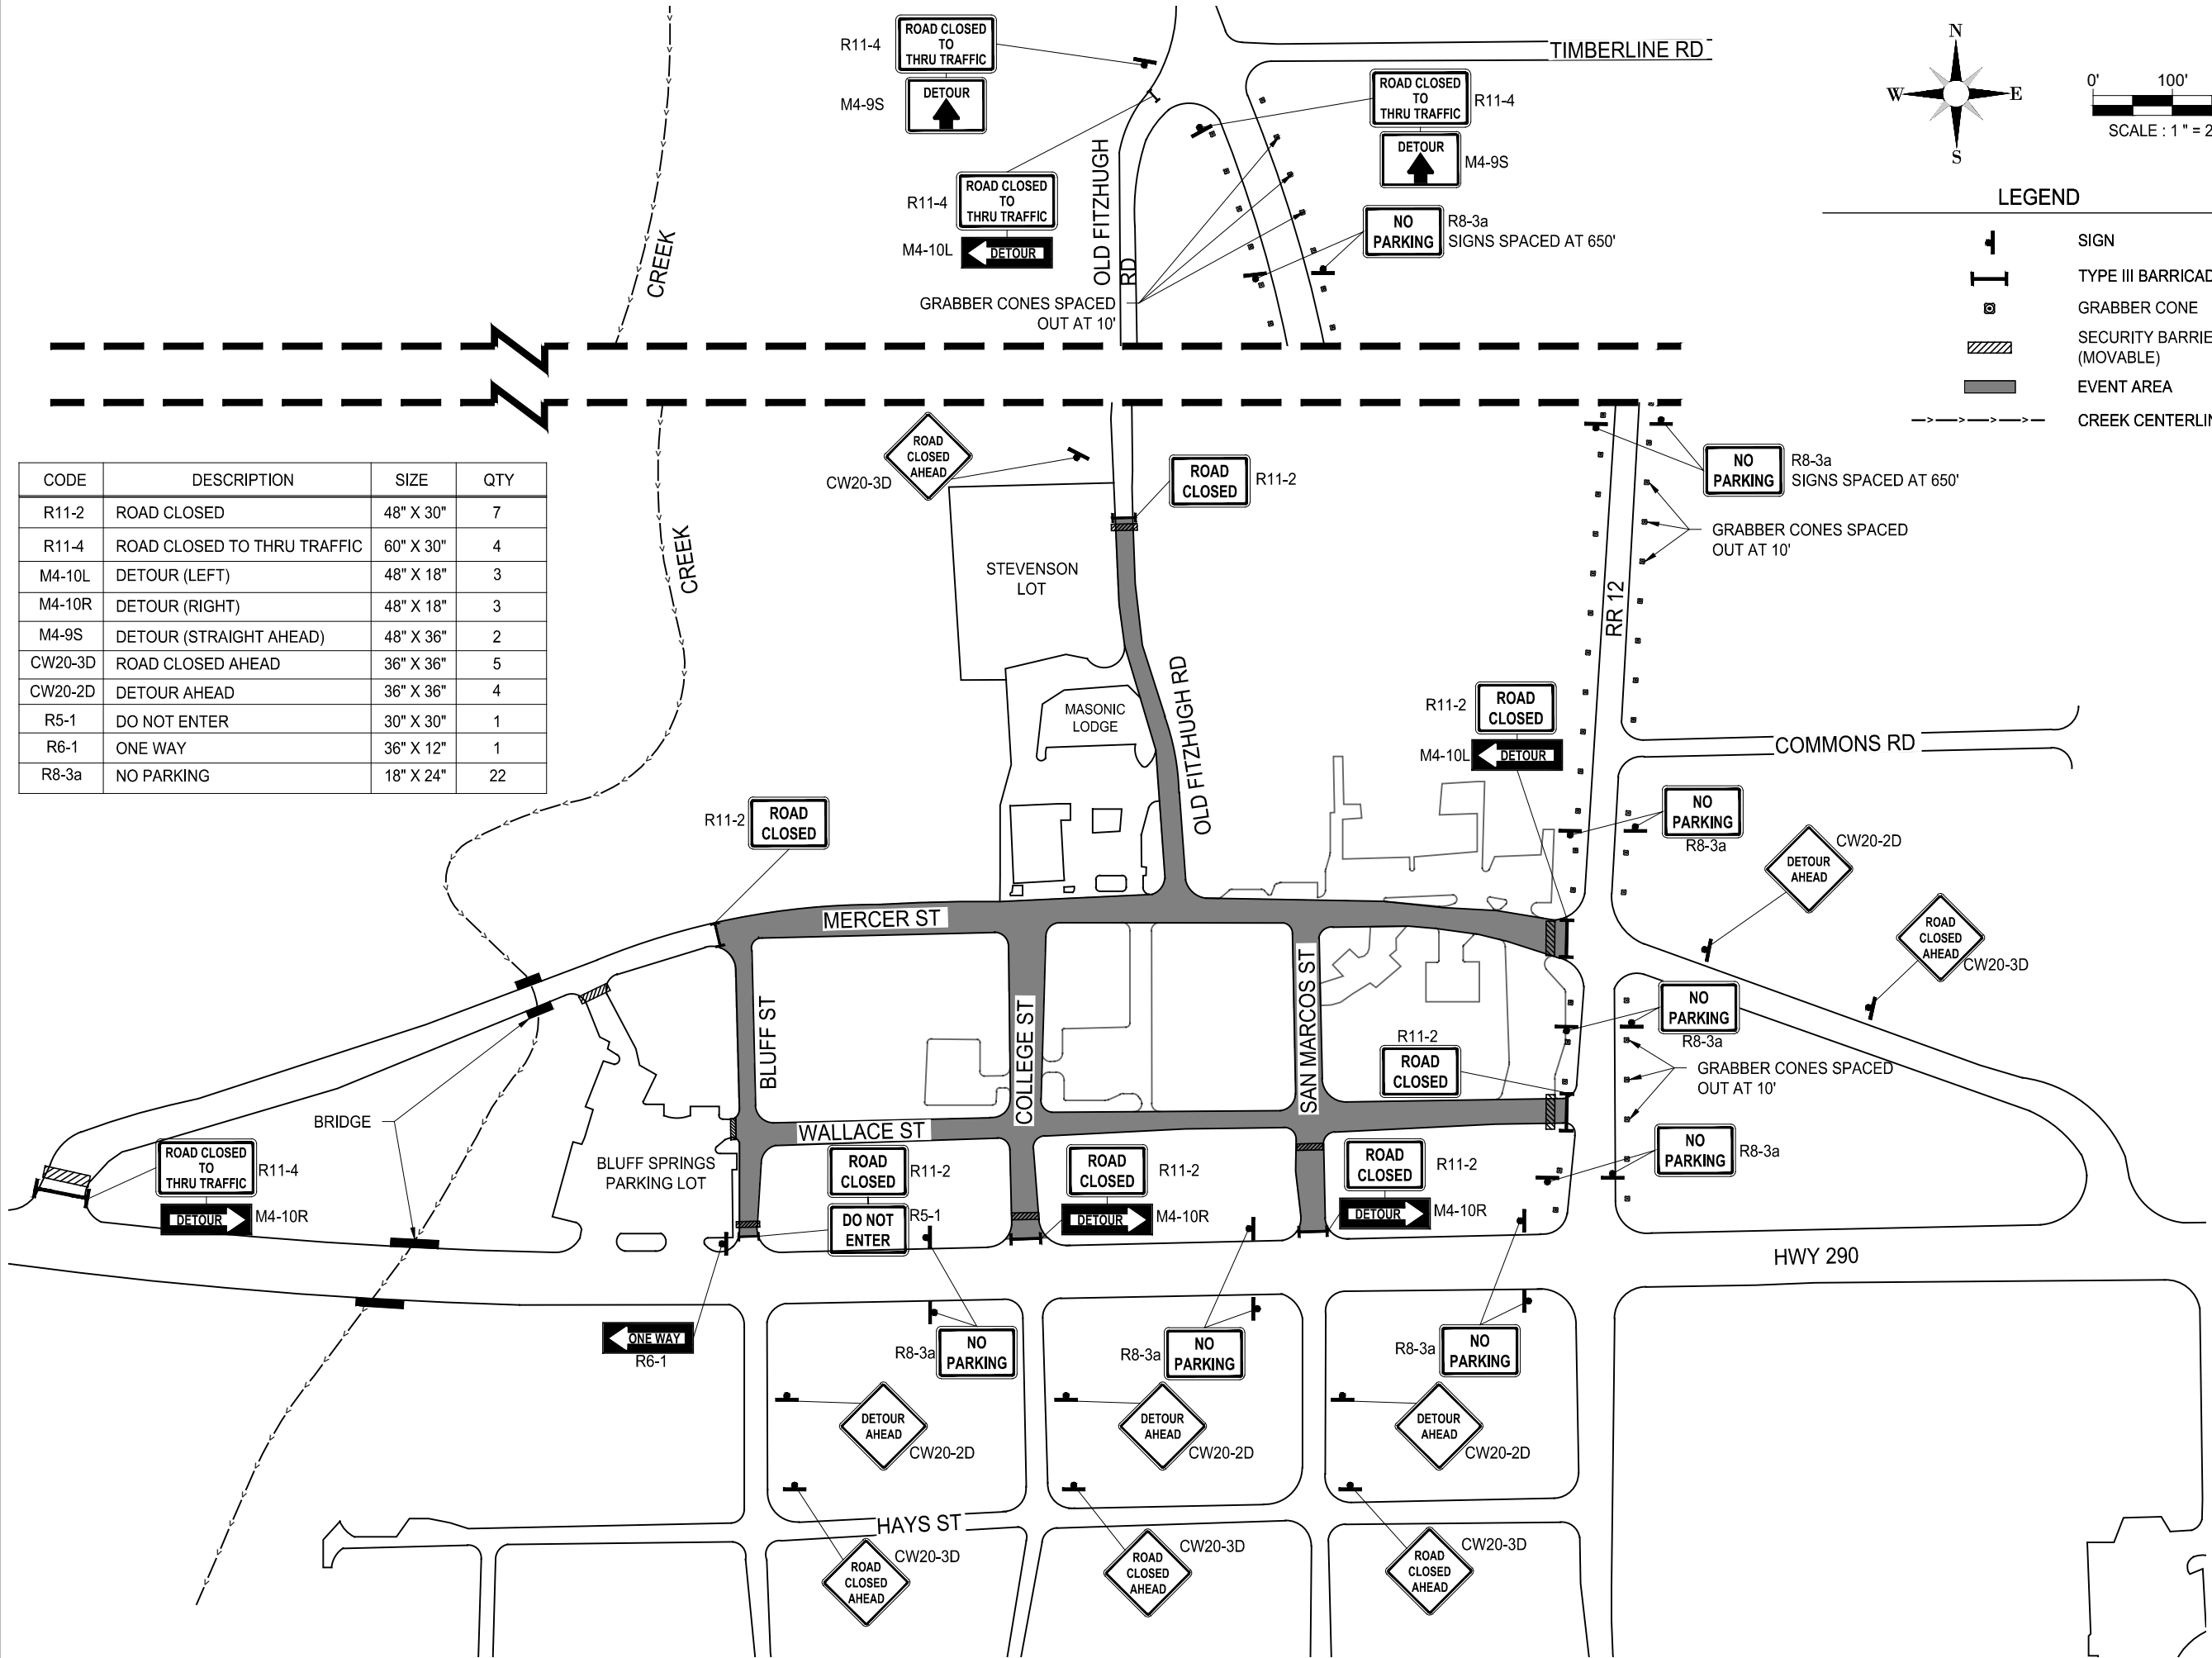 R11-4
ROAD CLOSED
TO
THRU TRAFFIC
M4-9S
DETOUR
TIMBERLINE RD
ROAD CLOSED
TO
THRU TRAFFIC
R11-4
DETOUR
M4-9S
R11-4
ROAD CLOSED
TO
THRU TRAFFIC
M4-10L
DETOUR
OLD FITZHUGH
RD
NO
PARKING
R8-3a
SIGNS SPACED AT 650'
GRABBER CONES SPACED
OUT AT 10'
CREEK
N
W
E
S
0'
100'
SCALE : 1 " = 2
LEGEND
SIGN
TYPE III BARRICAD
GRABBER CONE
SECURITY BARRIE
(MOVABLE)
EVENT AREA
CREEK CENTERLIN
CODE DESCRIPTION SIZE QTY
R11-2 ROAD CLOSED 48" X 30" 7
R11-4 ROAD CLOSED TO THRU TRAFFIC 60" X 30" 4
M4-10L DETOUR (LEFT) 48" X 18" 3
M4-10R DETOUR (RIGHT) 48" X 18" 3
M4-9S DETOUR (STRAIGHT AHEAD) 48" X 36" 2
CW20-3D ROAD CLOSED AHEAD 36" X 36" 5
CW20-2D DETOUR AHEAD 36" X 36" 4
R5-1 DO NOT ENTER 30" X 30" 1
R6-1 ONE WAY 36" X 12" 1
R8-3a NO PARKING 18" X 24" 22
CREEK
ROAD
CLOSED
AHEAD
CW20-3D
ROAD
CLOSED
R11-2
STEVENSON
LOT
MASONIC
LODGE
OLD FITZHUGH RD
NO
PARKING
R8-3a
SIGNS SPACED AT 650'
GRABBER CONES SPACED
OUT AT 10'
RR 12
R11-2
ROAD
CLOSED
M4-10L
DETOUR
COMMONS RD
NO
PARKING
R8-3a
DETOUR
AHEAD
CW20-2D
ROAD
CLOSED
AHEAD
CW20-3D
R11-2
ROAD
CLOSED
MERCER ST
BLUFF ST
COLLEGE ST
SAN MARCOS ST
NO
PARKING
R8-3a
R11-2
ROAD
CLOSED
GRABBER CONES SPACED
OUT AT 10'
BRIDGE
WALLACE ST
ROAD CLOSED
TO
THRU TRAFFIC
R11-4
DETOUR
M4-10R
BLUFF SPRINGS
PARKING LOT
ROAD
CLOSED
R11-2
DO NOT
ENTER
R5-1
ROAD
CLOSED
R11-2
DETOUR
M4-10R
ROAD
CLOSED
R11-2
DETOUR
M4-10R
NO
PARKING
R8-3a
HWY 290
ONE WAY
R6-1
R8-3a
NO
PARKING
R8-3a
NO
PARKING
R8-3a
NO
PARKING
DETOUR
AHEAD
CW20-2D
DETOUR
AHEAD
CW20-2D
DETOUR
AHEAD
CW20-2D
HAYS ST
ROAD
CLOSED
AHEAD
CW20-3D
ROAD
CLOSED
AHEAD
CW20-3D
ROAD
CLOSED
AHEAD
CW20-3D